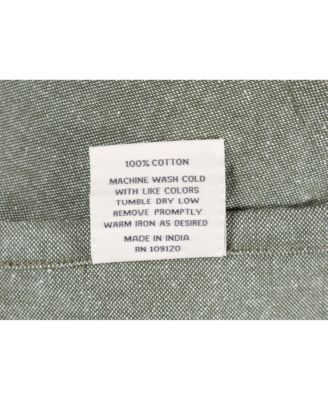 100% COTTON
MACHINE WASH COLD
WITH LIKE COLORS
TUMBLE DRY LOW
REMOVE PROMPTLY
WARM IRON AS DESIRED
MADE IN INDIA
RN 109120